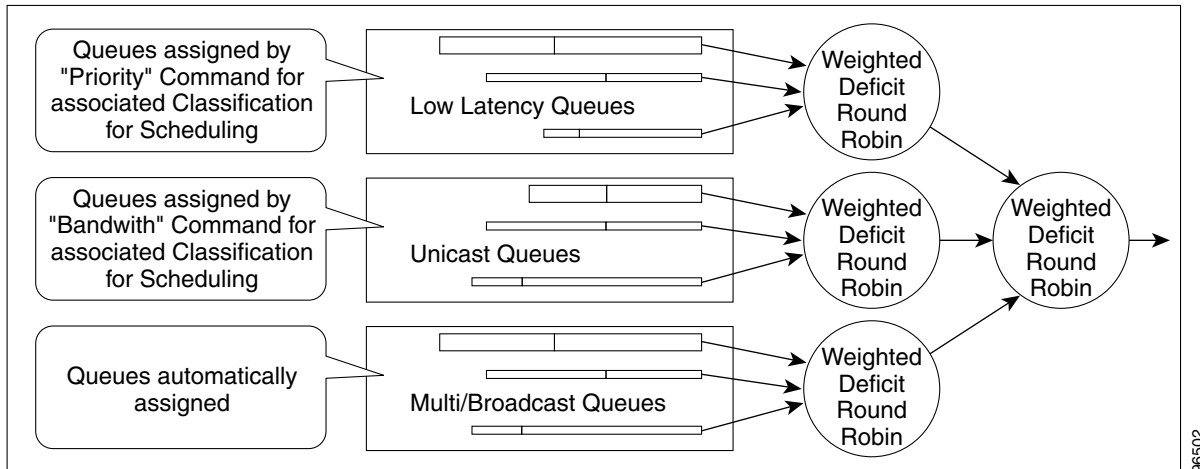 Queues assigned by
"Priority" Command for
associated Classification
for Scheduling
Low Latency Queues
Weighted
Deficit
Round
Robin
Queues assigned by
"Bandwith" Command for
associated Classification
for Scheduling
Unicast Queues
Weighted
Deficit
Round
Robin
Weighted
Deficit
Round
Robin
Queues automatically
assigned
Multi/Broadcast Queues
Weighted
Deficit
Round
Robin
96502